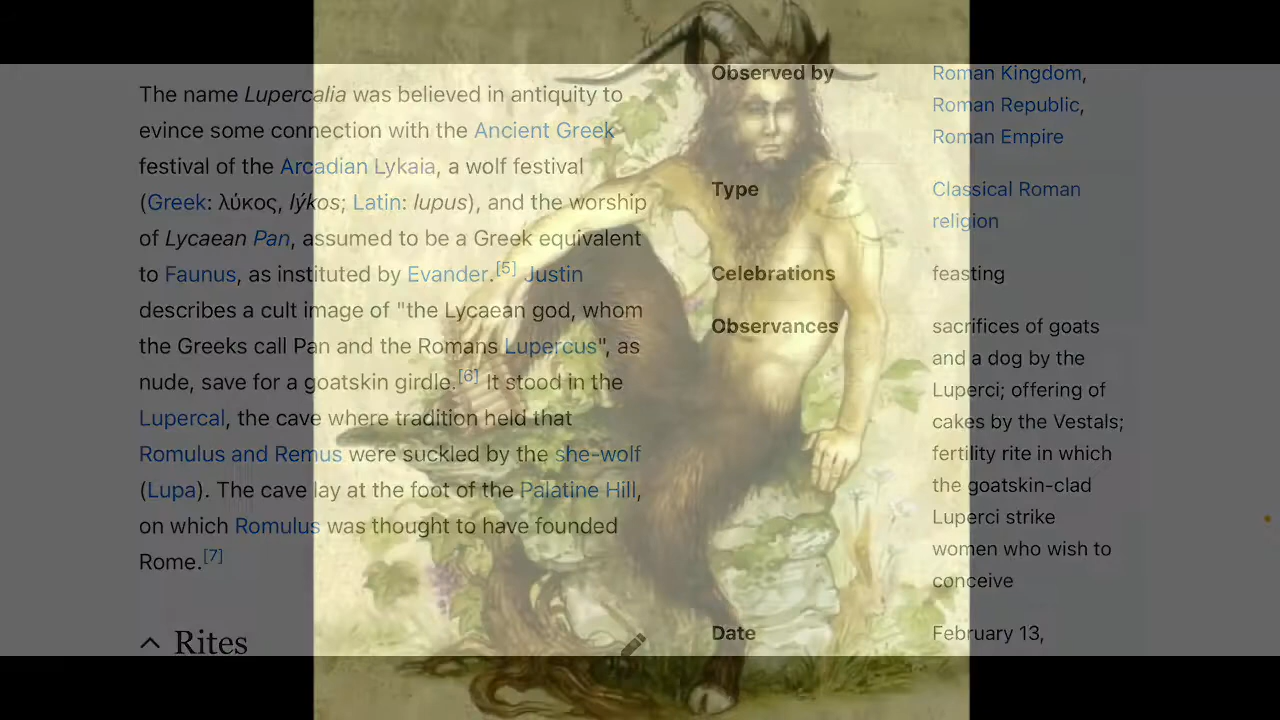 The name Lupercalia was believed in antiquity to
evince some connection with the Ancient Greek
festival of the Arcadian Lykaia, a wolf festival
(Greek: λύκος, lýkos; Latin: lupus), and the worship
of Lycaean Pan, assumed to be a Greek equivalent
to Faunus, as instituted by Evander.[5] Justin
describes a cult image of "the Lycaean god, whom
the Greeks call Pan and the Romans Lupercus", as
nude, save for a goatskin girdle.[6] It stood in the
Lupercal, the cave where tradition held that
Romulus and Remus were suckled by the she-wolf
(Lupa). The cave lay at the foot of the Palatine Hill,
on which Romulus was thought to have founded
Rome.[7]
Rites
Observed by Roman Kingdom,
Roman Republic,
Roman Empire
Type Classical Roman
religion
Celebrations feasting
Observances sacrifices of goats
and a dog by the
Luperci; offering of
cakes by the Vestals;
fertility rite in which
the goatskin-clad
Luperci strike
women who wish to
conceive
Date February 13,